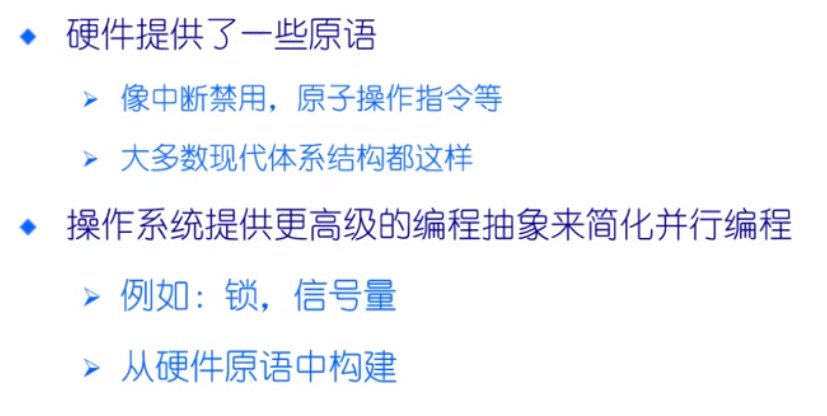 硬件提供了一些原语
像中断禁用，原子操作指令等
大多数现代体系结构都这样
操作系统提供更高级的编程抽象来简化并行编程
例如：锁，信号量
从硬件原语中构建